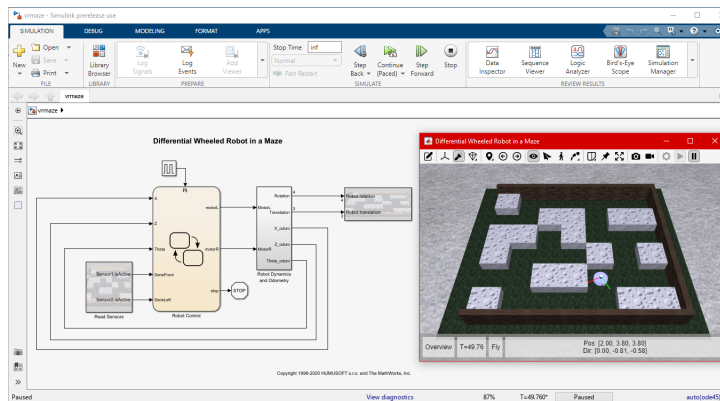 vrmaze - Simulink prerelease use
SIMULATION DEBUG MODELING FORMAT APPS
New
Open
Save
Print
FILE
Library
Browser
LIBRARY
Log
Signals
Log
Events
Add
Viewer
PREPARE
Stop Time inf
Normal
Fast Restart
Step
Back
Continue
(Paced)
Step
Forward
Stop
SIMULATE
Data
Inspector
Sequence
Viewer
Logic
Analyzer
Bird's-Eye
Scope
Simulation
Manager
REVIEW RESULTS
vrmaze
vrmaze
Differential Wheeled Robot in a Maze
X
Z
Theta
SensFront
SensLeft
motorL
motorR
stop
Robot Control
Sensor1.isActive
Sensor2.isActive
Read Sensors
MotorL
MotorR
Rotation
Translation
X_odom
Z_odom
Theta_odom
Robot Dynamics
and Odometry
4
3
Robot.rotation
Robot.translation
STOP
Copyright 1998-2020 HUMUSOFT s.r.o. and The MathWorks, Inc.
Differential Wheeled Robot in a Maze
Overview T=49.76 Fly
Pos: [2.00, 3.80, 3.80]
Dir: [0.00, -0.81, -0.58]
Paused View diagnostics 87% T=49.760* Paused auto(ode45)